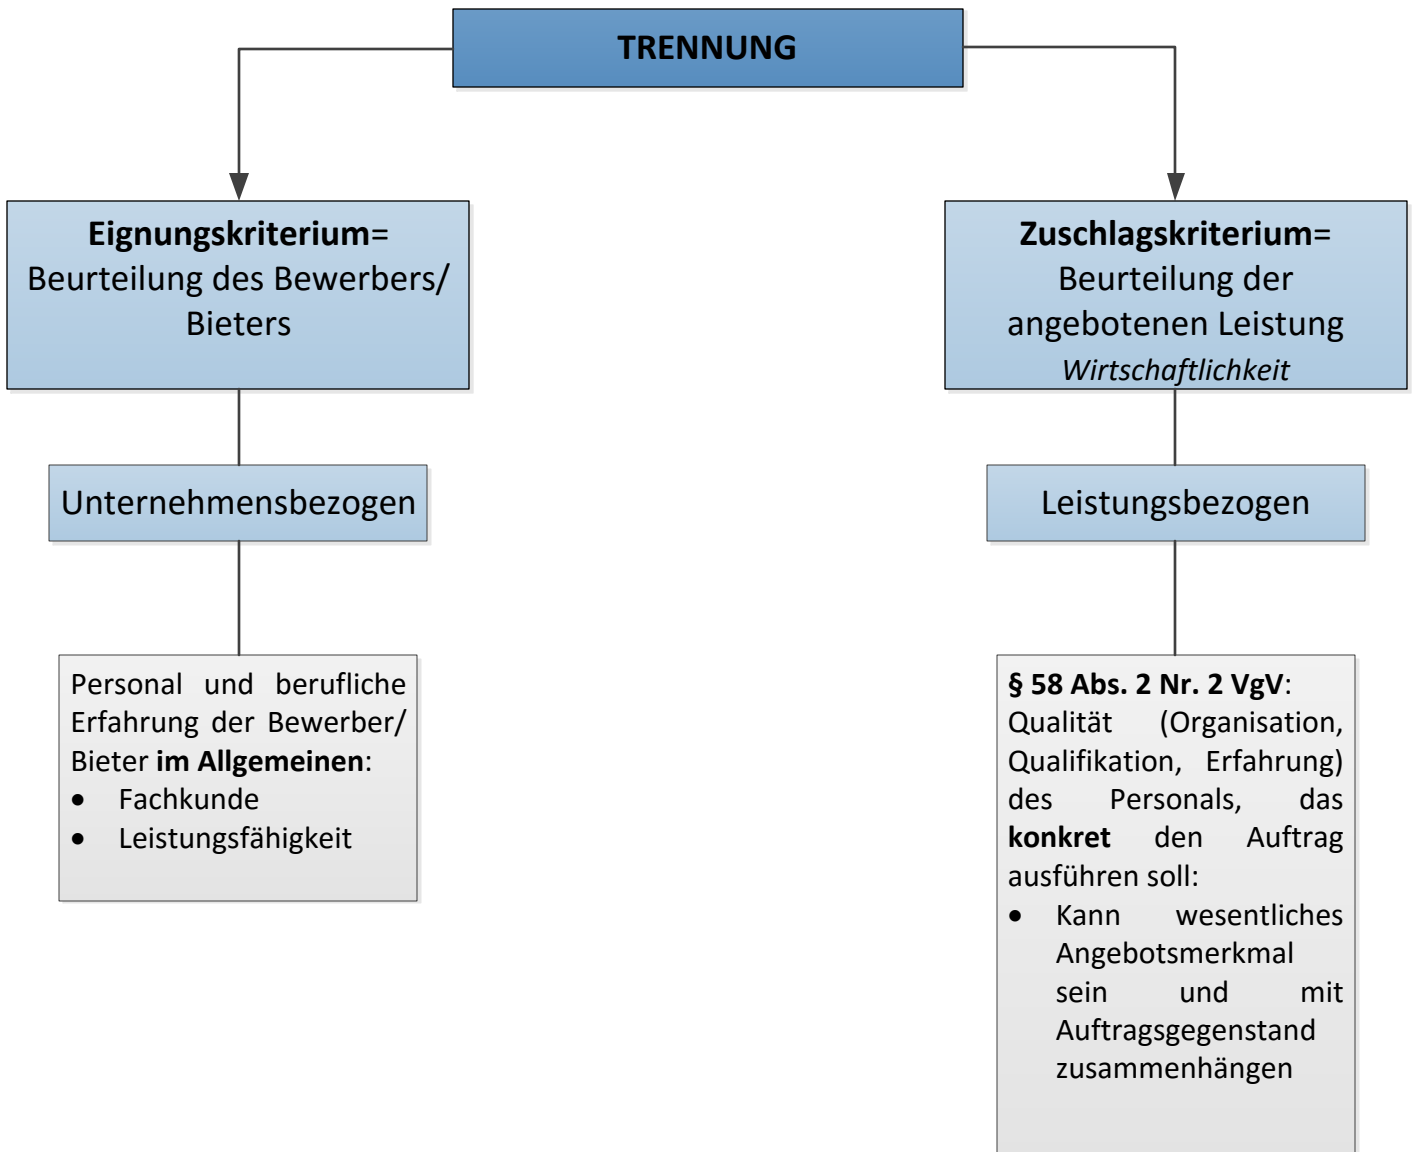 TRENNUNG
Eignungskriterium=
Beurteilung des Bewerbers/
Bieters
Unternehmensbezogen
Personal und berufliche
Erfahrung der Bewerber/
Bieter im Allgemeinen:
• Fachkunde
• Leistungsfähigkeit
Zuschlagskriterium=
Beurteilung der
angebotenen Leistung
Wirtschaftlichkeit
Leistungsbezogen
§ 58 Abs. 2 Nr. 2 VgV:
Qualität (Organisation,
Qualifikation, Erfahrung)
des Personals, das
konkret den Auftrag
ausführen soll:
• Kann wesentliches
Angebotsmerkmal
sein und mit
Auftragsgegenstand
zusammenhängen